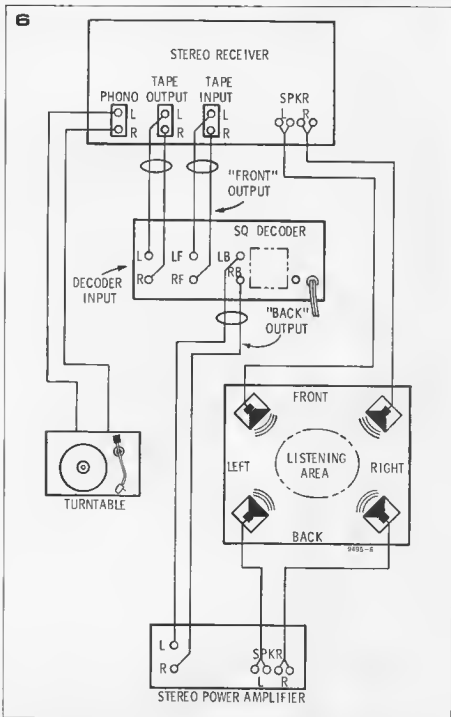 6
STEREO RECEIVER
PHONO
TAPE
OUTPUT
TAPE
INPUT
SPKR
L
R
L
R
L
R
L
R
"FRONT"
OUTPUT
SQ DECODER
L
R
LF
RF
LB
RB
DECODER
INPUT
"BACK"
OUTPUT
FRONT
LEFT
LISTENING
AREA
RIGHT
BACK
9495-6
TURNTABLE
L
R
SPKR
L
R
STEREO POWER AMPLIFIER